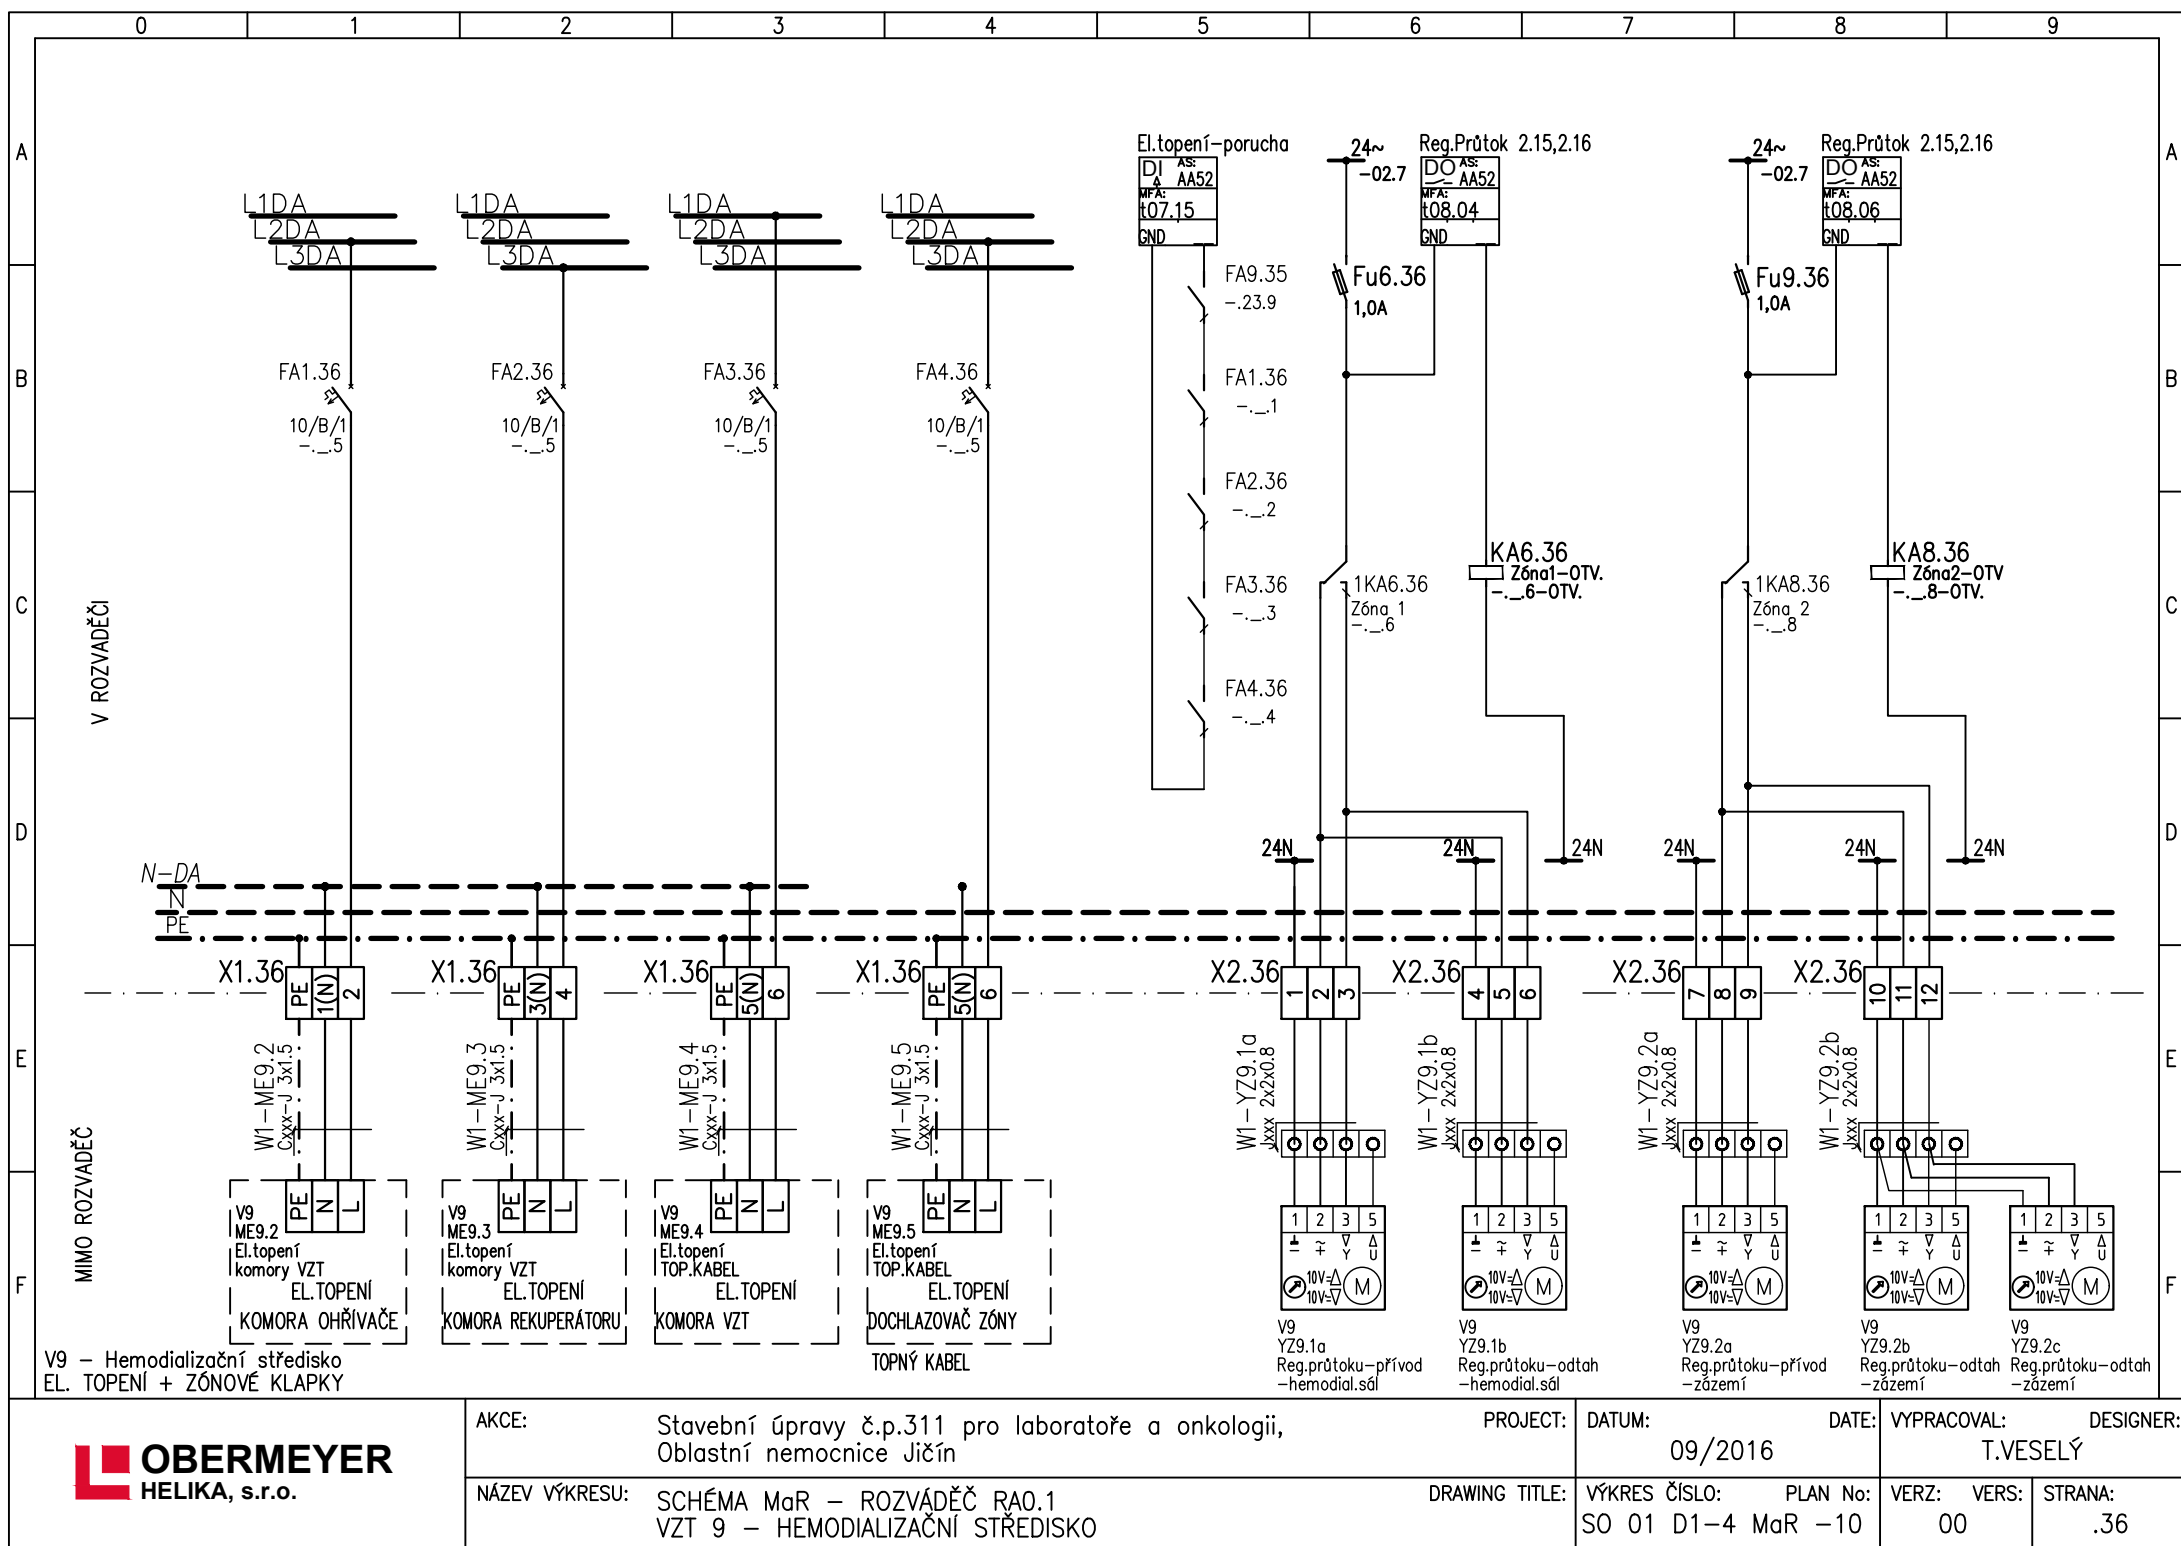 0 1 2 3 4 5 6 7 8 9
A A
B B
C C
D D
E E
F F
V ROZVADĚČI
MIMO ROZVADĚČ
L1DA
L2DA
L3DA
FA1.36
10/B/1
-._.5
L1DA
L2DA
L3DA
FA2.36
10/B/1
-._.5
L1DA
L2DA
L3DA
FA3.36
10/B/1
-._.5
L1DA
L2DA
L3DA
FA4.36
10/B/1
-._.5
El.topení-porucha
DI AS: AA52
MFA:
t07.15
GND
FA9.35
-.23.9
FA1.36
-._.1
FA2.36
-._.2
FA3.36
-._.3
FA4.36
-._.4
24~
-02.7
Fu6.36
1,0A
Reg.Průtok 2.15,2.16
DO AS: AA52
MFA:
t08.04
GND
1KA6.36
Zóna 1
-._.6
KA6.36
Zóna1-OTV.
-._.6-OTV.
24~
-02.7
Fu9.36
1,0A
Reg.Průtok 2.15,2.16
DO AS: AA52
MFA:
t08.06
GND
1KA8.36
Zóna 2
-._.8
KA8.36
Zóna2-OTV
-._.8-OTV.
24N 24N 24N 24N 24N 24N
N-DA
N
PE
X1.36 PE 1(N) 2
X1.36 PE 3(N) 4
X1.36 PE 5(N) 6
X1.36 PE 5(N) 6
X2.36 1 2 3
X2.36 4 5 6
X2.36 7 8 9
X2.36 10 11 12
W1-ME9.2
Cxxx-J 3x1.5
W1-ME9.3
Cxxx-J 3x1.5
W1-ME9.4
Cxxx-J 3x1.5
W1-ME9.5
Cxxx-J 3x1.5
W1-YZ9.1a
Jxxx 2x2x0.8
W1-YZ9.1b
Jxxx 2x2x0.8
W1-YZ9.2a
Jxxx 2x2x0.8
W1-YZ9.2b
Jxxx 2x2x0.8
PE N L
V9
ME9.2
El.topení
komory VZT
EL.TOPENÍ
KOMORA OHŘÍVAČE
PE N L
V9
ME9.3
El.topení
komory VZT
EL.TOPENÍ
KOMORA REKUPERÁTORU
PE N L
V9
ME9.4
El.topení
TOP.KABEL
EL.TOPENÍ
KOMORA VZT
PE N L
V9
ME9.5
El.topení
TOP.KABEL
EL.TOPENÍ
DOCHLAZOVAČ ZÓNY
TOPNÝ KABEL
1 2 3 5
Y U
10V=
10V=
M
V9
YZ9.1a
Reg.průtoku-přívod
-hemodial.sál
1 2 3 5
Y U
10V=
10V=
M
V9
YZ9.1b
Reg.průtoku-odtah
-hemodial.sál
1 2 3 5
Y U
10V=
10V=
M
V9
YZ9.2a
Reg.průtoku-přívod
-zázemí
1 2 3 5
Y U
10V=
10V=
M
V9
YZ9.2b
Reg.průtoku-odtah
-zázemí
1 2 3 5
Y U
10V=
10V=
M
V9
YZ9.2c
Reg.průtoku-odtah
-zázemí
V9 - Hemodializační středisko
EL. TOPENÍ + ZÓNOVÉ KLAPKY
OBERMEYER
HELIKA, s.r.o.
AKCE: PROJECT:
Stavební úpravy č.p.311 pro laboratoře a onkologii,
Oblastní nemocnice Jičín
NÁZEV VÝKRESU: DRAWING TITLE:
SCHÉMA MaR - ROZVÁDĚČ RA0.1
VZT 9 - HEMODIALIZAČNÍ STŘEDISKO
DATUM: DATE:
09/2016
VYPRACOVAL: DESIGNER:
T.VESELÝ
VÝKRES ČÍSLO: PLAN No:
SO 01 D1-4 MaR -10
VERZ: VERS:
00
STRANA:
.36